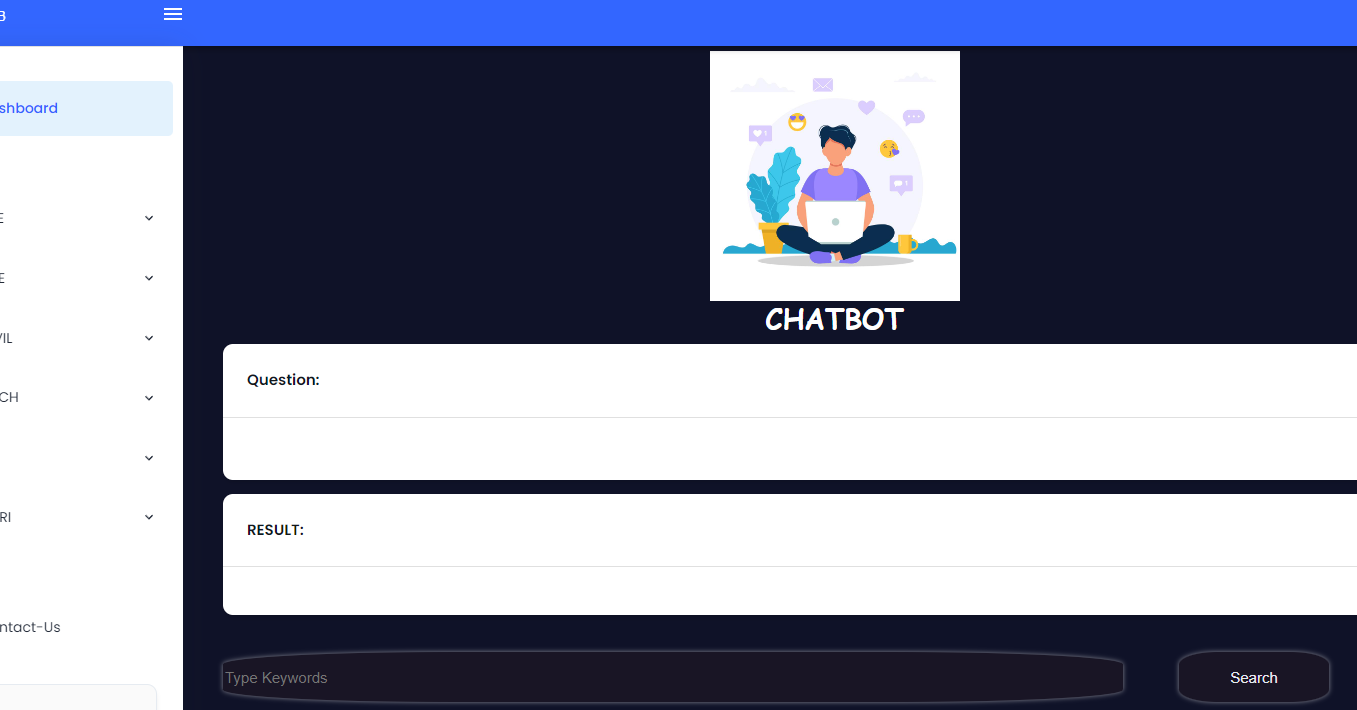 B
shboard
E
E
VIL
CH
RI
ntact-Us
CHATBOT
Question:
RESULT:
Type Keywords
Search